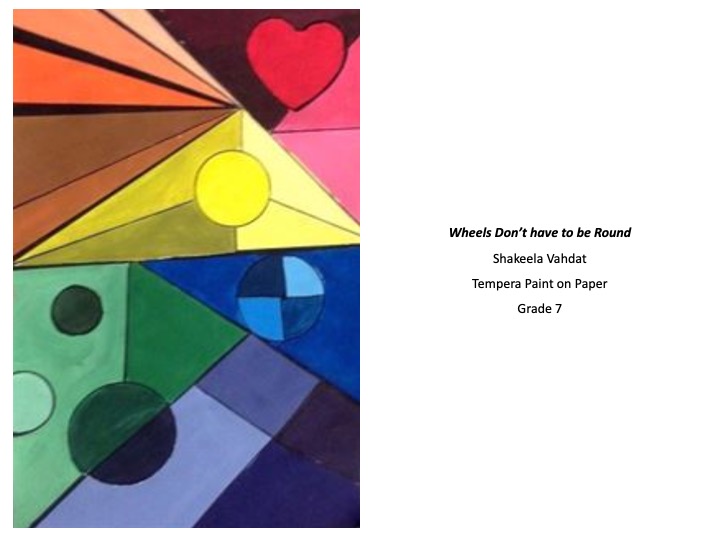 Wheels Don’t have to be Round
Shakeela Vahdat
Tempera Paint on Paper
Grade 7